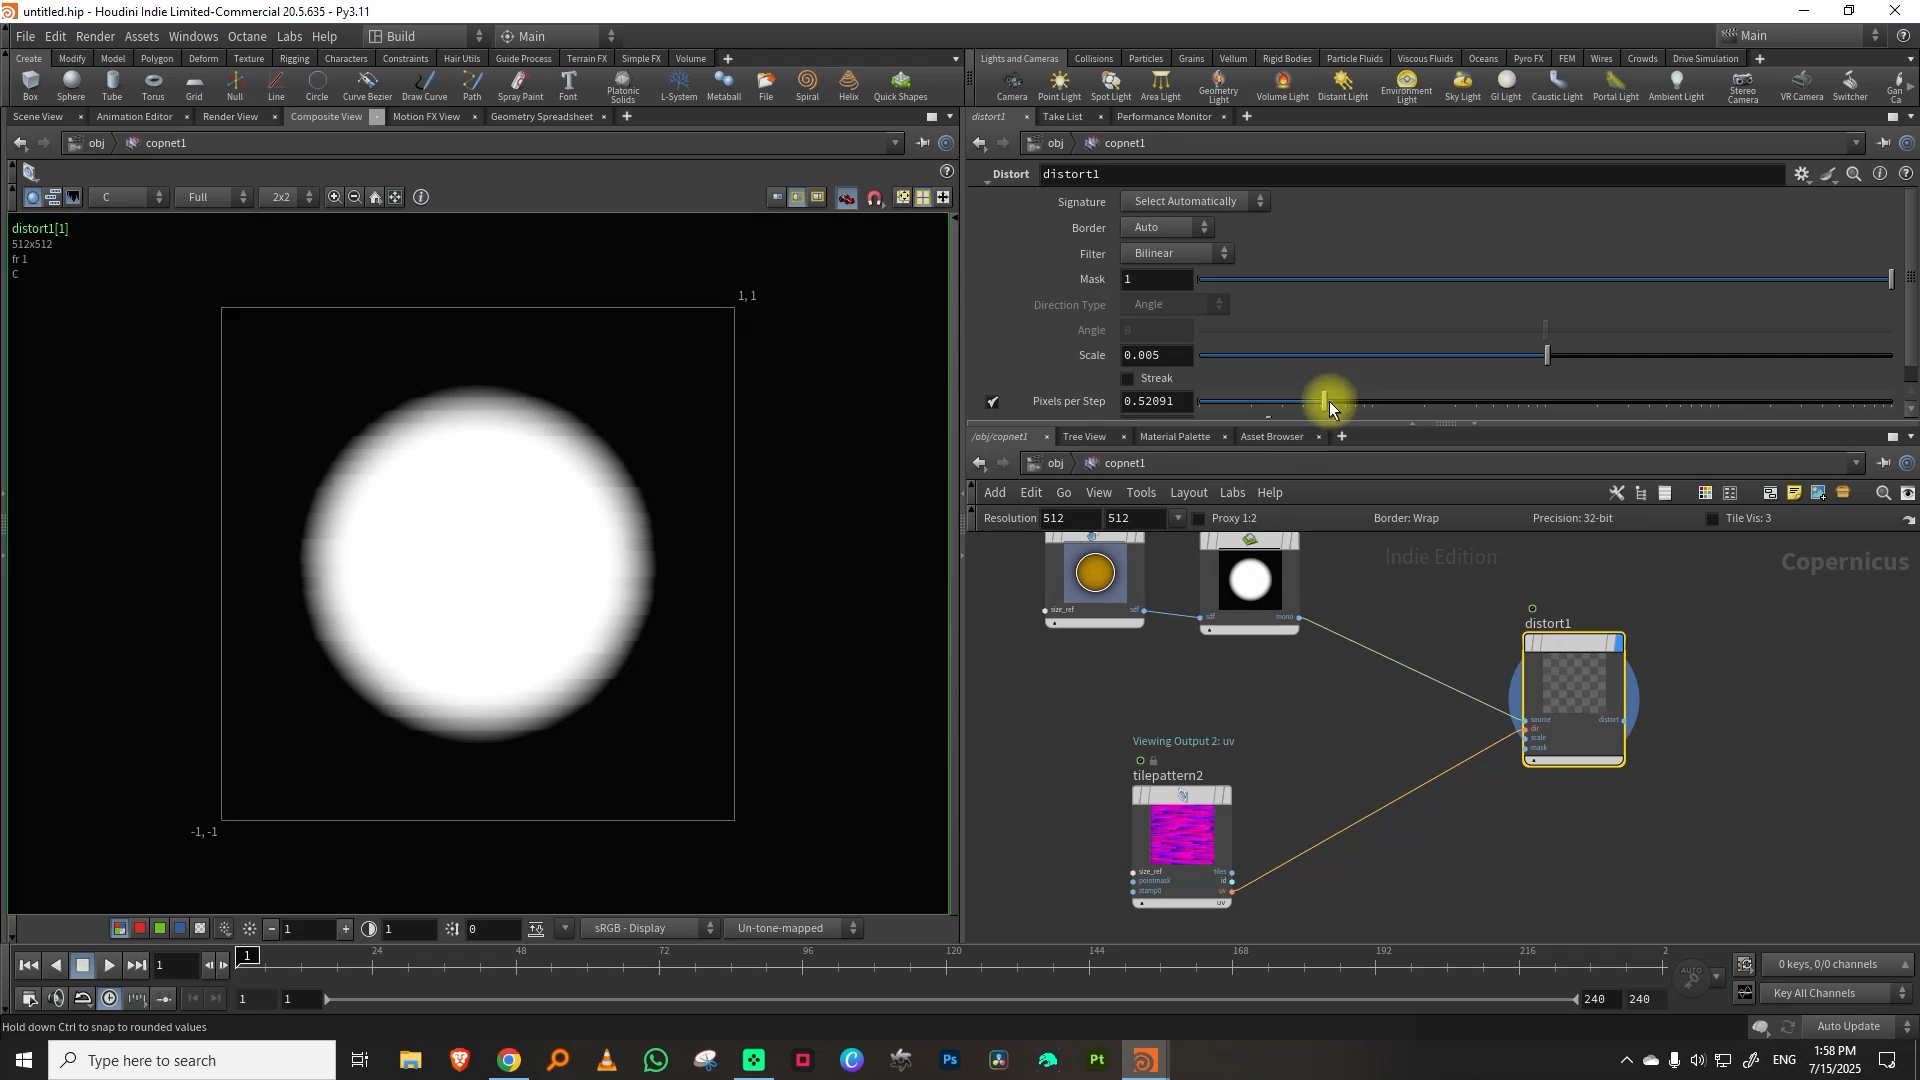 untitled.hip - Houdini Indie Limited-Commercial 20.5.635 - Py3.11
File Edit Render Assets Windows Octane Labs Help Build Main Main
Create Modify Model Polygon Deform Texture Rigging Characters Constraints Hair Utils Guide Process Terrain FX Simple FX Volume
Lights and Cameras Collisions Particles Grains Vellum Rigid Bodies Particle Fluids Viscous Fluids Oceans Pyro FX FEM Wires Crowds Drive Simulation
Box Sphere Tube Torus Grid Null Line Circle Curve Bezier Draw Curve Path Spray Paint Font Platonic Solids L-System Metaball File Spiral Helix Quick Shapes
Camera Point Light Spot Light Area Light Geometry Light Volume Light Distant Light Environment Light Sky Light GI Light Caustic Light Portal Light Ambient Light Stereo Camera VR Camera Switcher Gan Ca
Scene View Animation Editor Render View Composite View Motion FX View Geometry Spreadsheet
distort1 Take List Performance Monitor
obj copnet1
obj copnet1
Distort distort1
C Full 2x2
Signature Select Automatically
Border Auto
Filter Bilinear
Mask 1
Direction Type Angle
Angle 0
Scale 0.005
Streak
Pixels per Step 0.52091
distort1[1]
512x512
fr 1
C
1, 1
-1, -1
/obj/copnet1 Tree View Material Palette Asset Browser
obj copnet1
Add Edit Go View Tools Layout Labs Help
Resolution 512 512 Proxy 1:2 Border: Wrap Precision: 32-bit Tile Vis: 3
Indie Edition
Copernicus
size_ref sdf
sdf mono
distort1
source distort
dir
scale
mask
Viewing Output 2: uv
tilepattern2
size_ref tiles
pointmask id
stamp0 uv
uv
1 1 0 sRGB - Display Un-tone-mapped
1 1 24 48 72 96 120 144 168 192 216 2
AUTO
0 keys, 0/0 channels
1 1 240 240 Key All Channels
Hold down Ctrl to snap to rounded values
Auto Update
Type here to search
Ps
Pt
ENG
1:58 PM
7/15/2025